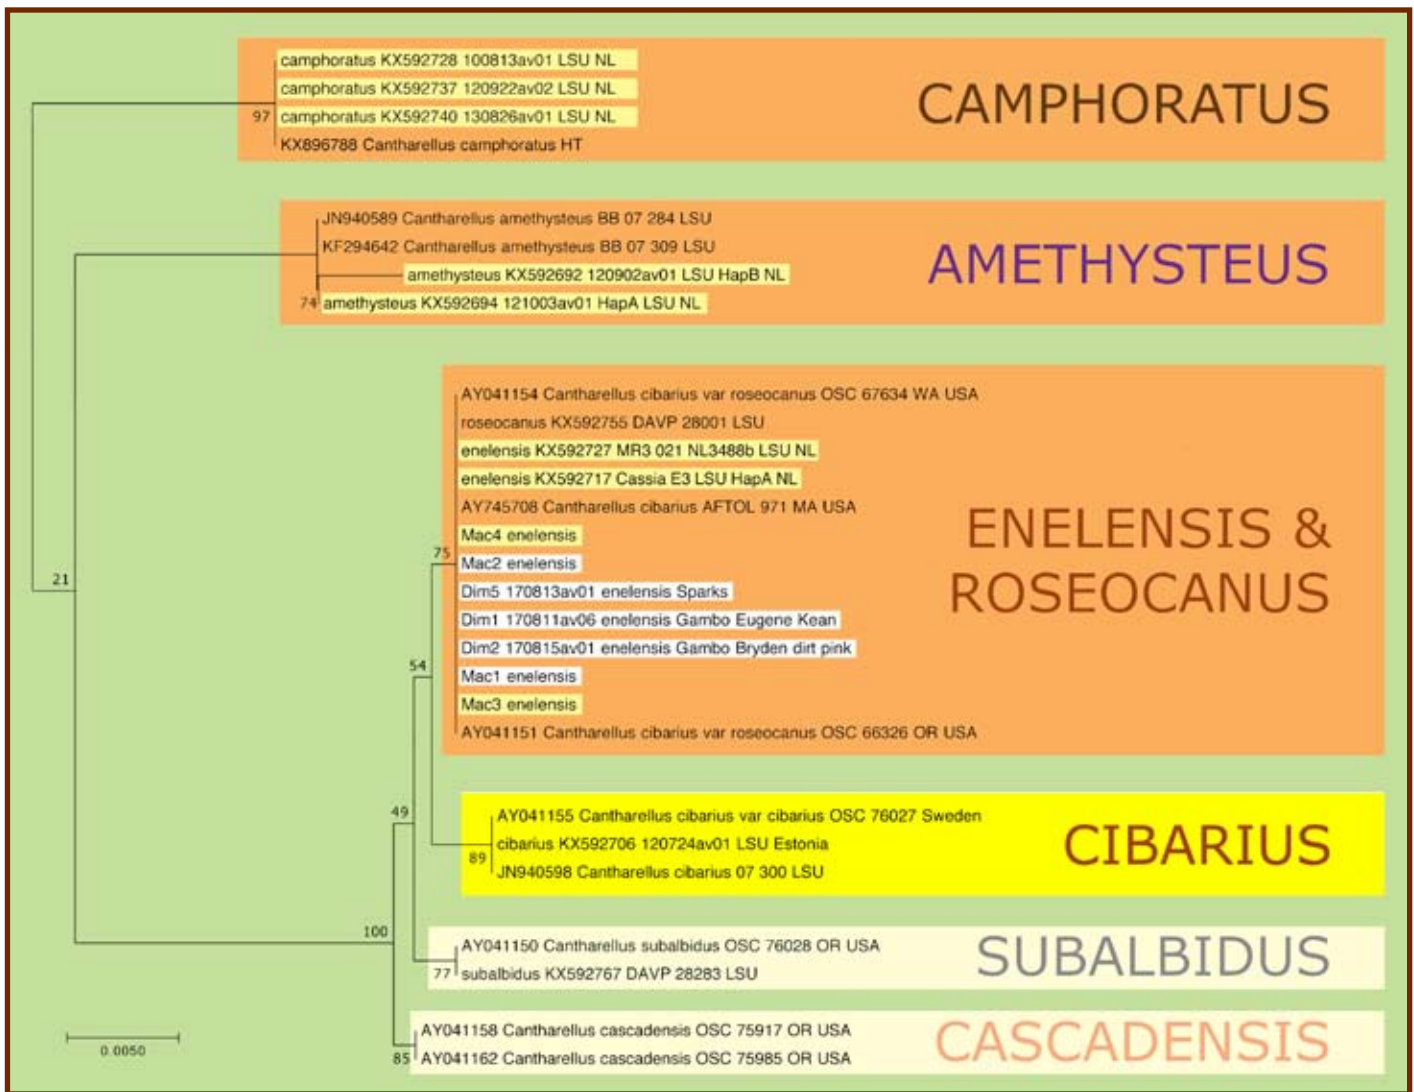 camphoratus KX592728 100813av01 LSU NL
camphoratus KX592737 120922av02 LSU NL
camphoratus KX592740 130826av01 LSU NL
97
KX896788 Cantharellus camphoratus HT
CAMPHORATUS
JN940589 Cantharellus amethysteus BB 07 284 LSU
KF294642 Cantharellus amethysteus BB 07 309 LSU
amethysteus KX592692 120902av01 LSU HapB NL
74
amethysteus KX592694 121003av01 HapA LSU NL
AMETHYSTEUS
AY041154 Cantharellus cibarius var roseocanus OSC 67634 WA USA
roseocanus KX592755 DAVP 28001 LSU
enelensis KX592727 MR3 021 NL3488b LSU NL
enelensis KX592717 Cassia E3 LSU HapA NL
AY745708 Cantharellus cibarius AFTOL 971 MA USA
Mac4 enelensis
75
Mac2 enelensis
Dim5 170813av01 enelensis Sparks
Dim1 170811av06 enelensis Gambo Eugene Kean
Dim2 170815av01 enelensis Gambo Bryden dirt pink
Mac1 enelensis
Mac3 enelensis
AY041151 Cantharellus cibarius var roseocanus OSC 66326 OR USA
ENELENSIS &
ROSEOCANUS
21
54
49
AY041155 Cantharellus cibarius var cibarius OSC 76027 Sweden
cibarius KX592706 120724av01 LSU Estonia
89
JN940598 Cantharellus cibarius 07 300 LSU
CIBARIUS
100
AY041150 Cantharellus subalbidus OSC 76028 OR USA
77
subalbidus KX592767 DAVP 28283 LSU
SUBALBIDUS
AY041158 Cantharellus cascadensis OSC 75917 OR USA
85
AY041162 Cantharellus cascadensis OSC 75985 OR USA
CASCADENSIS
0.0050